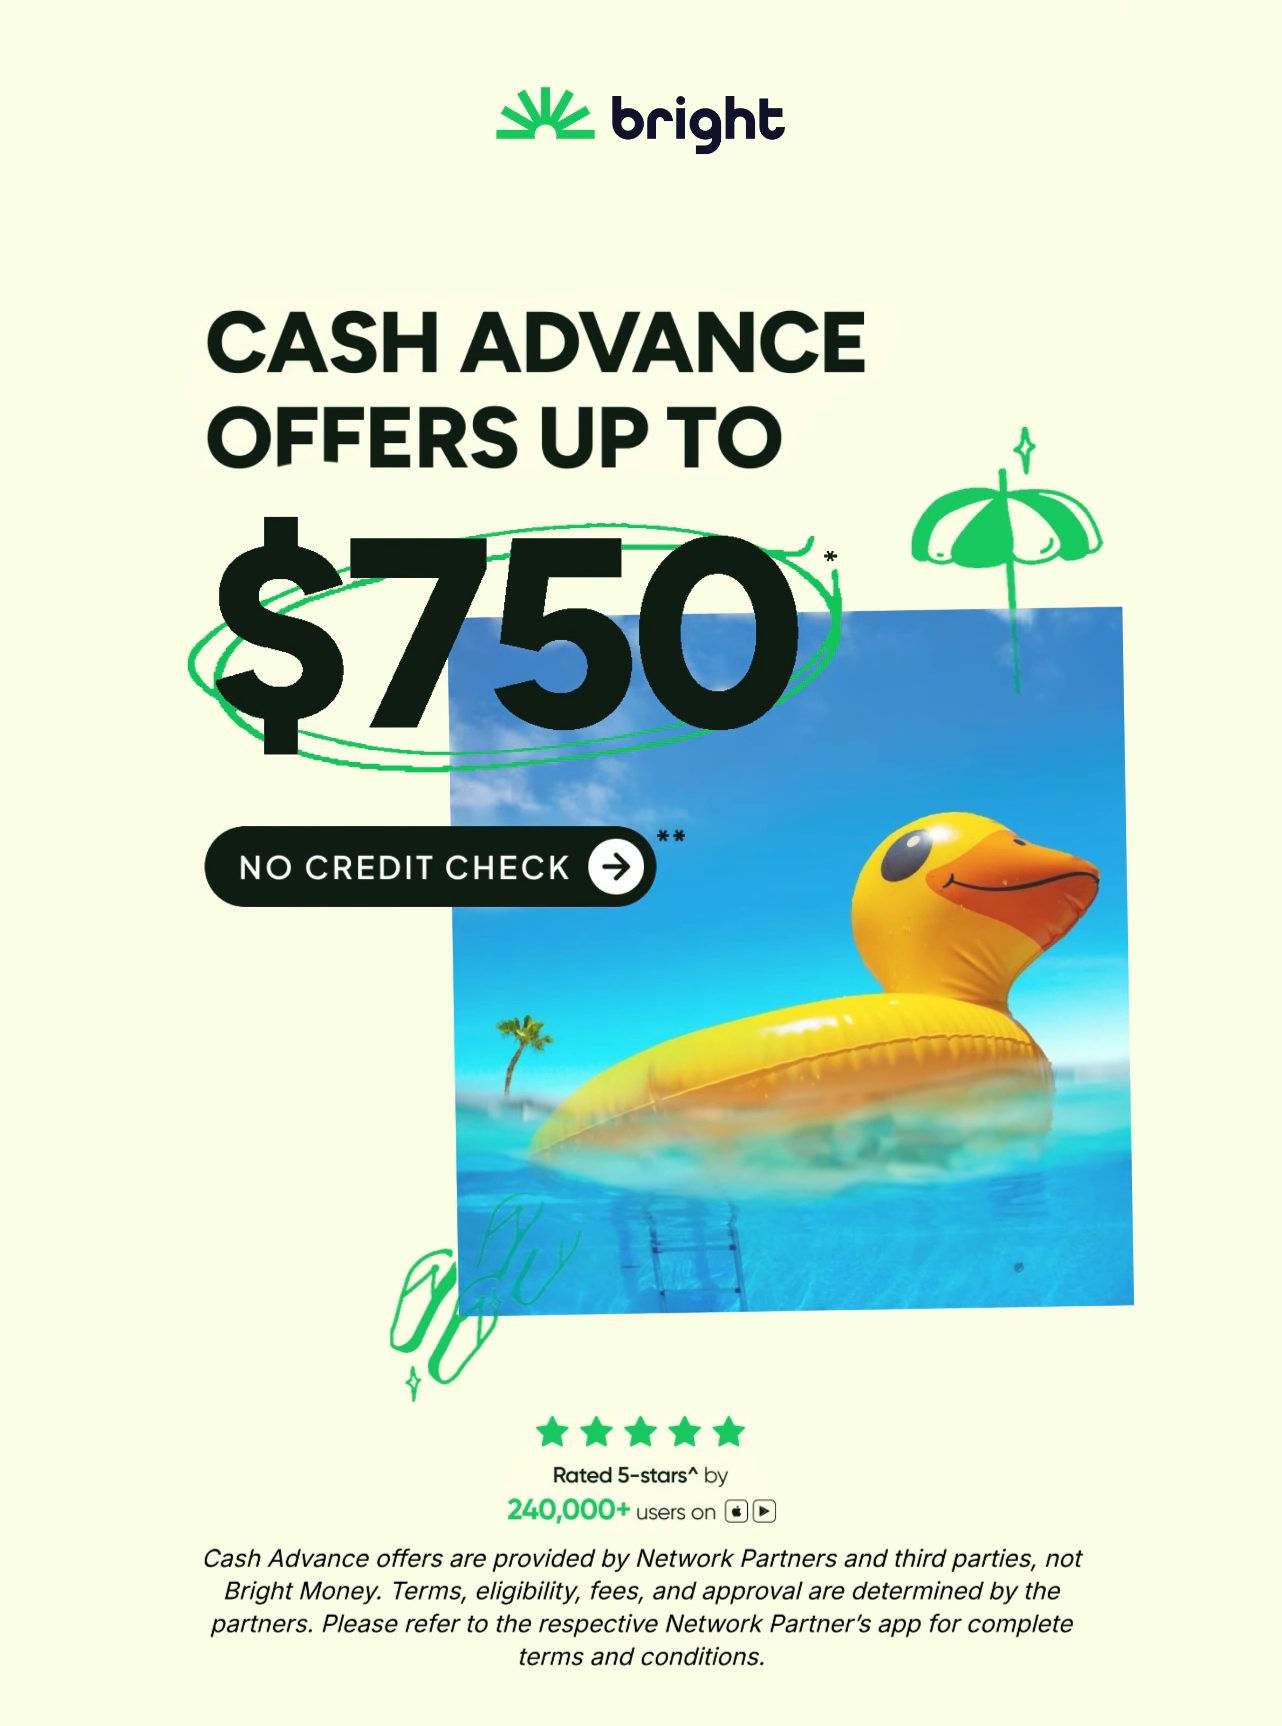 bright
CASH ADVANCE
OFFERS UP TO
$750*
NO CREDIT CHECK**
Rated 5-stars^ by
240,000+ users on
Cash Advance offers are provided by Network Partners and third parties, not
Bright Money. Terms, eligibility, fees, and approval are determined by the
partners. Please refer to the respective Network Partner’s app for complete
terms and conditions.